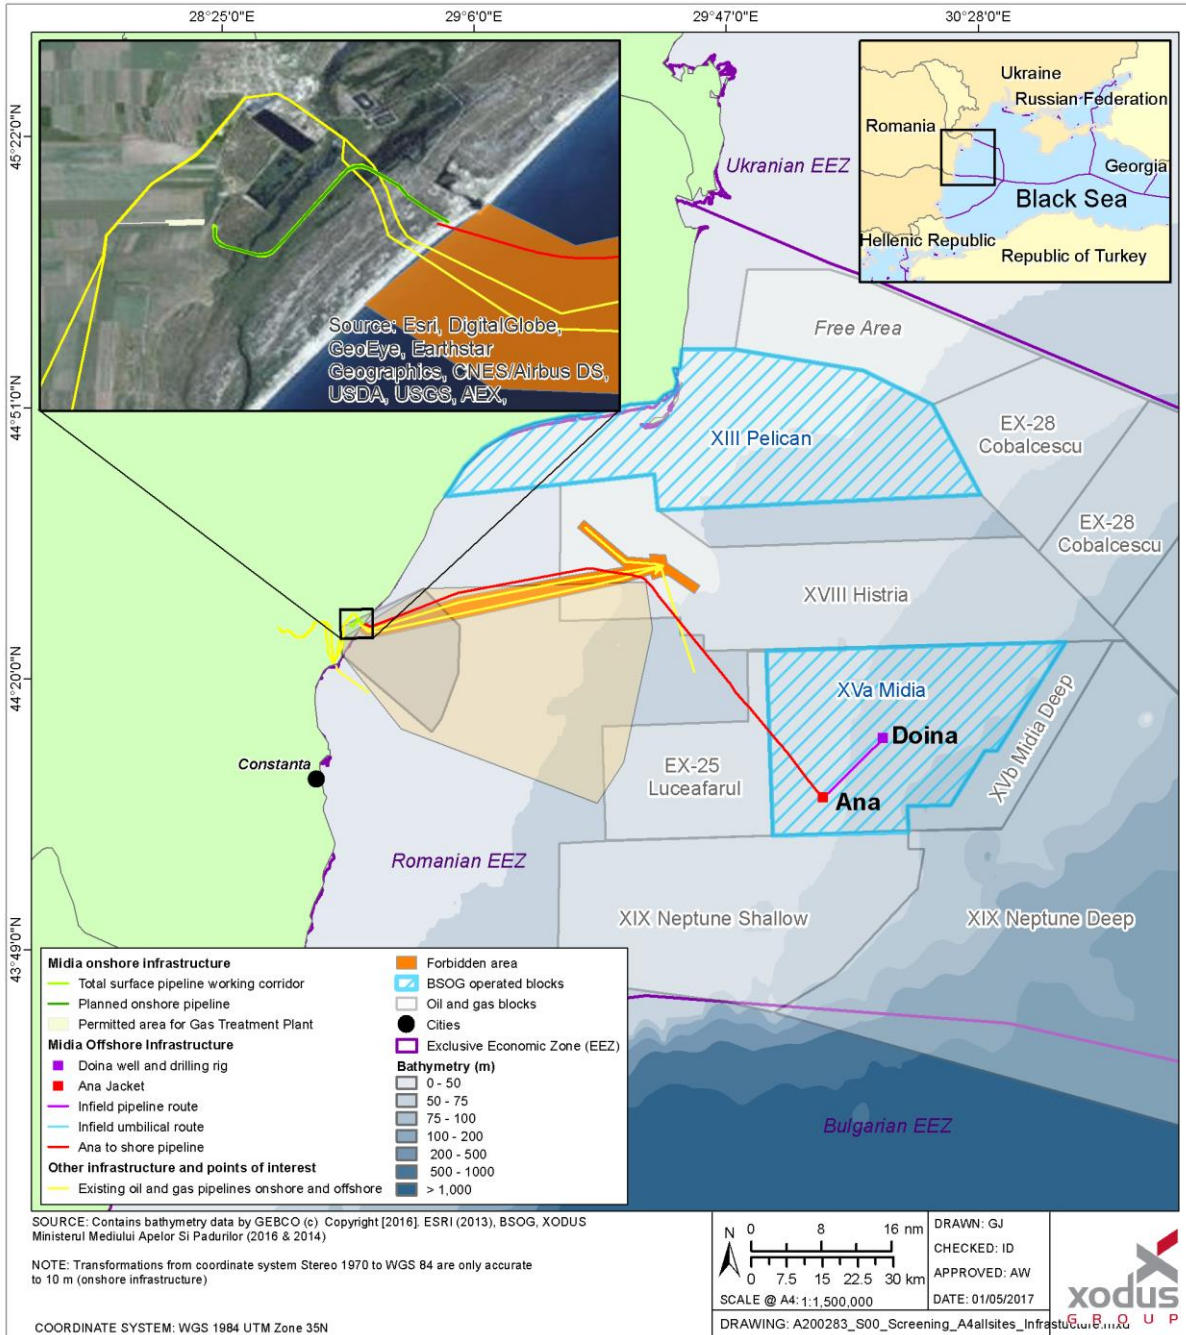 28°25'0"E
29°6'0"E
29°47'0"E
30°28'0"E
45°22'0"N
44°51'0"N
44°20'0"N
43°49'0"N
Source: Esri, DigitalGlobe,
GeoEye, Earthstar
Geographics, CNES/Airbus DS,
USDA, USGS, AEX,
Ukraine
Russian Federation
Romania
Georgia
Black Sea
Hellenic Republic
Republic of Turkey
Ukranian EEZ
Free Area
XIII Pelican
EX-28
Cobalcescu
EX-28
Cobalcescu
XVIII Histria
XVa Midia
XVb Midia Deep
Doina
Ana
EX-25
Luceafarul
Constanta
Romanian EEZ
XIX Neptune Shallow
XIX Neptune Deep
Bulgarian EEZ
Midia onshore infrastructure
Total surface pipeline working corridor
Planned onshore pipeline
Permitted area for Gas Treatment Plant
Midia Offshore Infrastructure
Doina well and drilling rig
Ana Jacket
Infield pipeline route
Infield umbilical route
Ana to shore pipeline
Other infrastructure and points of interest
Existing oil and gas pipelines onshore and offshore
Forbidden area
BSOG operated blocks
Oil and gas blocks
Cities
Exclusive Economic Zone (EEZ)
Bathymetry (m)
0 - 50
50 - 75
75 - 100
100 - 200
200 - 500
500 - 1000
> 1,000
SOURCE: Contains bathymetry data by GEBCO (c) Copyright [2016]. ESRI (2013), BSOG, XODUS
Ministerul Mediului Apelor Si Padurilor (2016 & 2014)
NOTE: Transformations from coordinate system Stereo 1970 to WGS 84 are only accurate
to 10 m (onshore infrastructure)
COORDINATE SYSTEM: WGS 1984 UTM Zone 35N
N
0 8 16 nm
0 7.5 15 22.5 30 km
SCALE @ A4: 1:1,500,000
DRAWN: GJ
CHECKED: ID
APPROVED: AW
DATE: 01/05/2017
DRAWING: A200283_S00_Screening_A4allsites_Infrastucture.mxd
xodus
GROUP